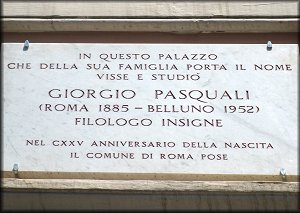 IN QUESTO PALAZZO
CHE DELLA SUA FAMIGLIA PORTA IL NOME
VISSE E STUDIÒ
GIORGIO PASQUALI
(ROMA 1885 – BELLUNO 1952)
FILOLOGO INSIGNE
NEL CXXV ANNIVERSARIO DELLA NASCITA
IL COMUNE DI ROMA POSE